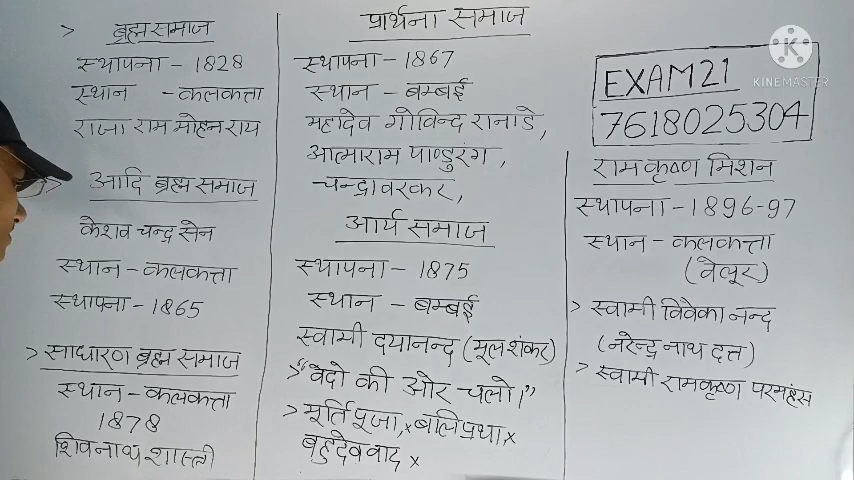 > ब्रह्म समाज
स्थापना - 1828
स्थान - कलकत्ता
राजा राम मोहन राय
> आदि ब्रह्म समाज
केशव चन्द्र सेन
स्थान - कलकत्ता
स्थापना - 1865
> साधारण ब्रह्म समाज
स्थान - कलकत्ता
1878
शिवनाथ शास्त्री
प्रार्थना समाज
स्थापना - 1867
स्थान - बम्बई
महादेव गोविन्द रानाडे,
आत्माराम पाण्डुरंग,
चन्द्रावरकर,
आर्य समाज
स्थापना - 1875
स्थान - बम्बई
स्वामी दयानन्द (मूल शंकर)
> "वेदो की ओर चलो।"
> मूर्तिपूजा,× बलिप्रथा×
बहुदेववाद ×
EXAM21
7618025304
राम कृष्ण मिशन
स्थापना - 1896-97
स्थान - कलकत्ता
(वेलूर)
> स्वामी विवेका नन्द
(नरेन्द्र नाथ दत्त)
> स्वामी रामकृष्ण परमहंस
KINEMASTER